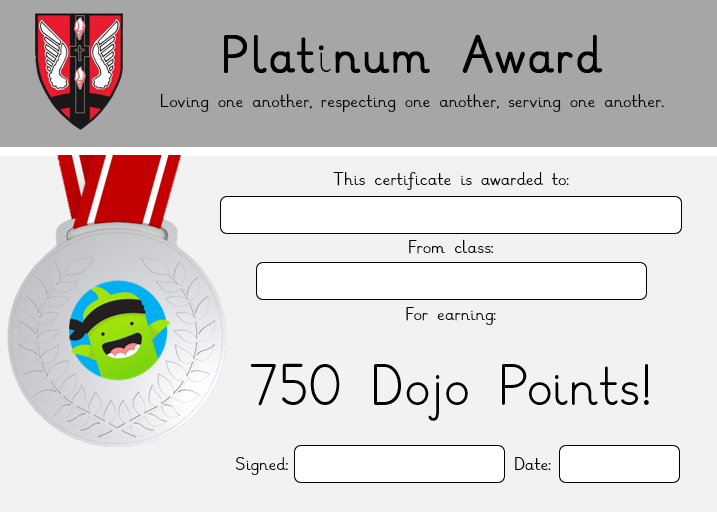 Platinum Award
Loving one another, respecting one another, serving one another.
This certificate is awarded to:
From class:
For earning:
750 Dojo Points!
Signed: Date: